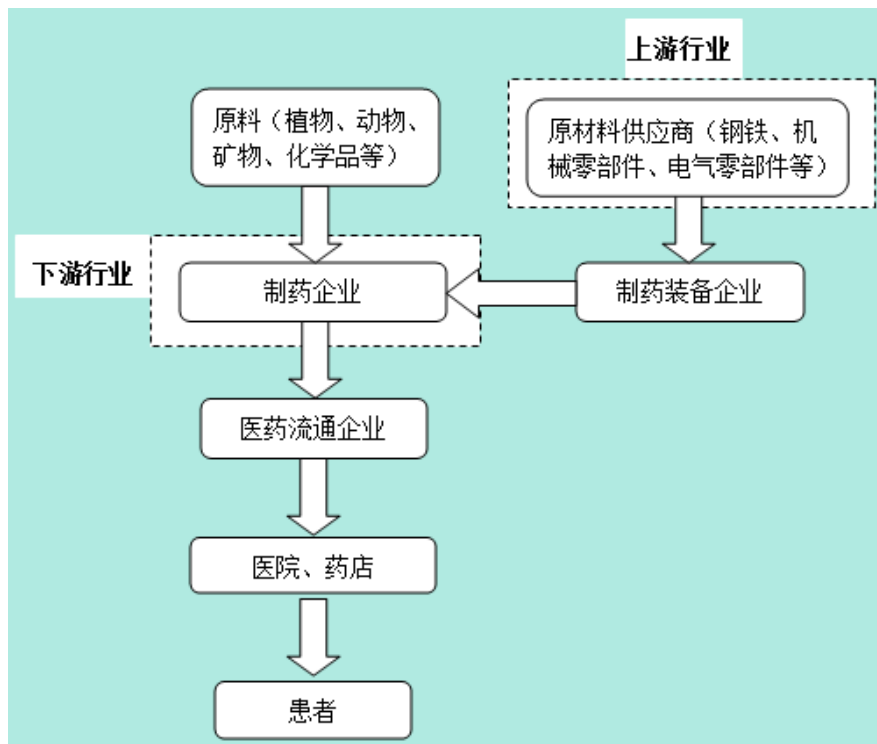 上游行业
原料（植物、动物、
矿物、化学品等）
原材料供应商（钢铁、机
械零部件、电气零部件等）
下游行业
制药企业
制药装备企业
医药流通企业
医院、药店
患者